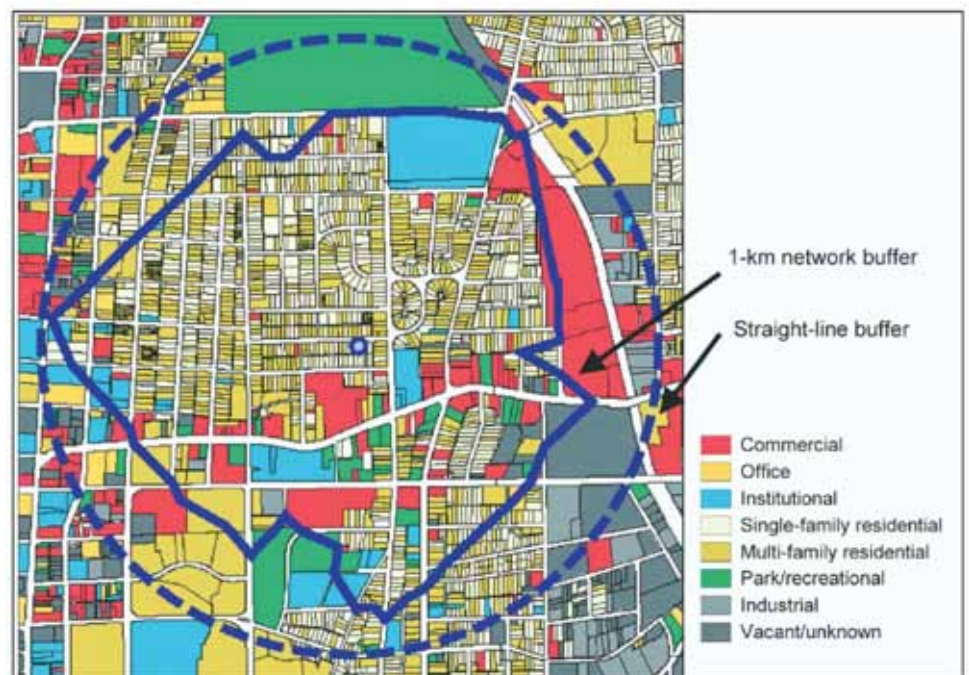 1-km network buffer
Straight-line buffer
Commercial
Office
Institutional
Single-family residential
Multi-family residential
Park/recreational
Industrial
Vacant/unknown